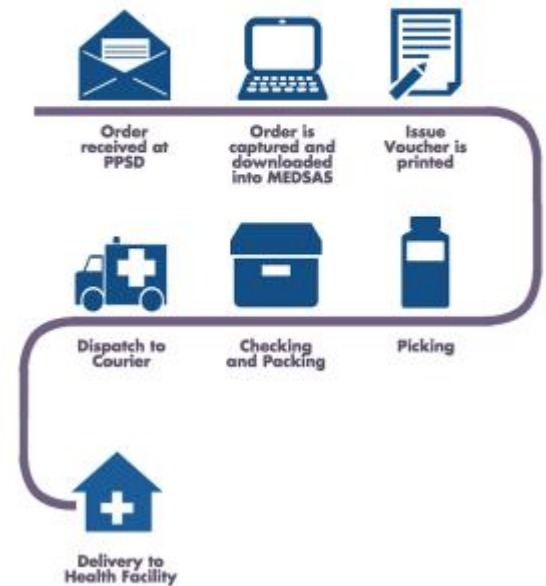 Order
received at
PPSD
Order is
captured and
downloaded
into MEDSAS
Issue
Voucher is
printed
Picking
Checking
and Packing
Dispatch to
Courier
Delivery to
Health Facility